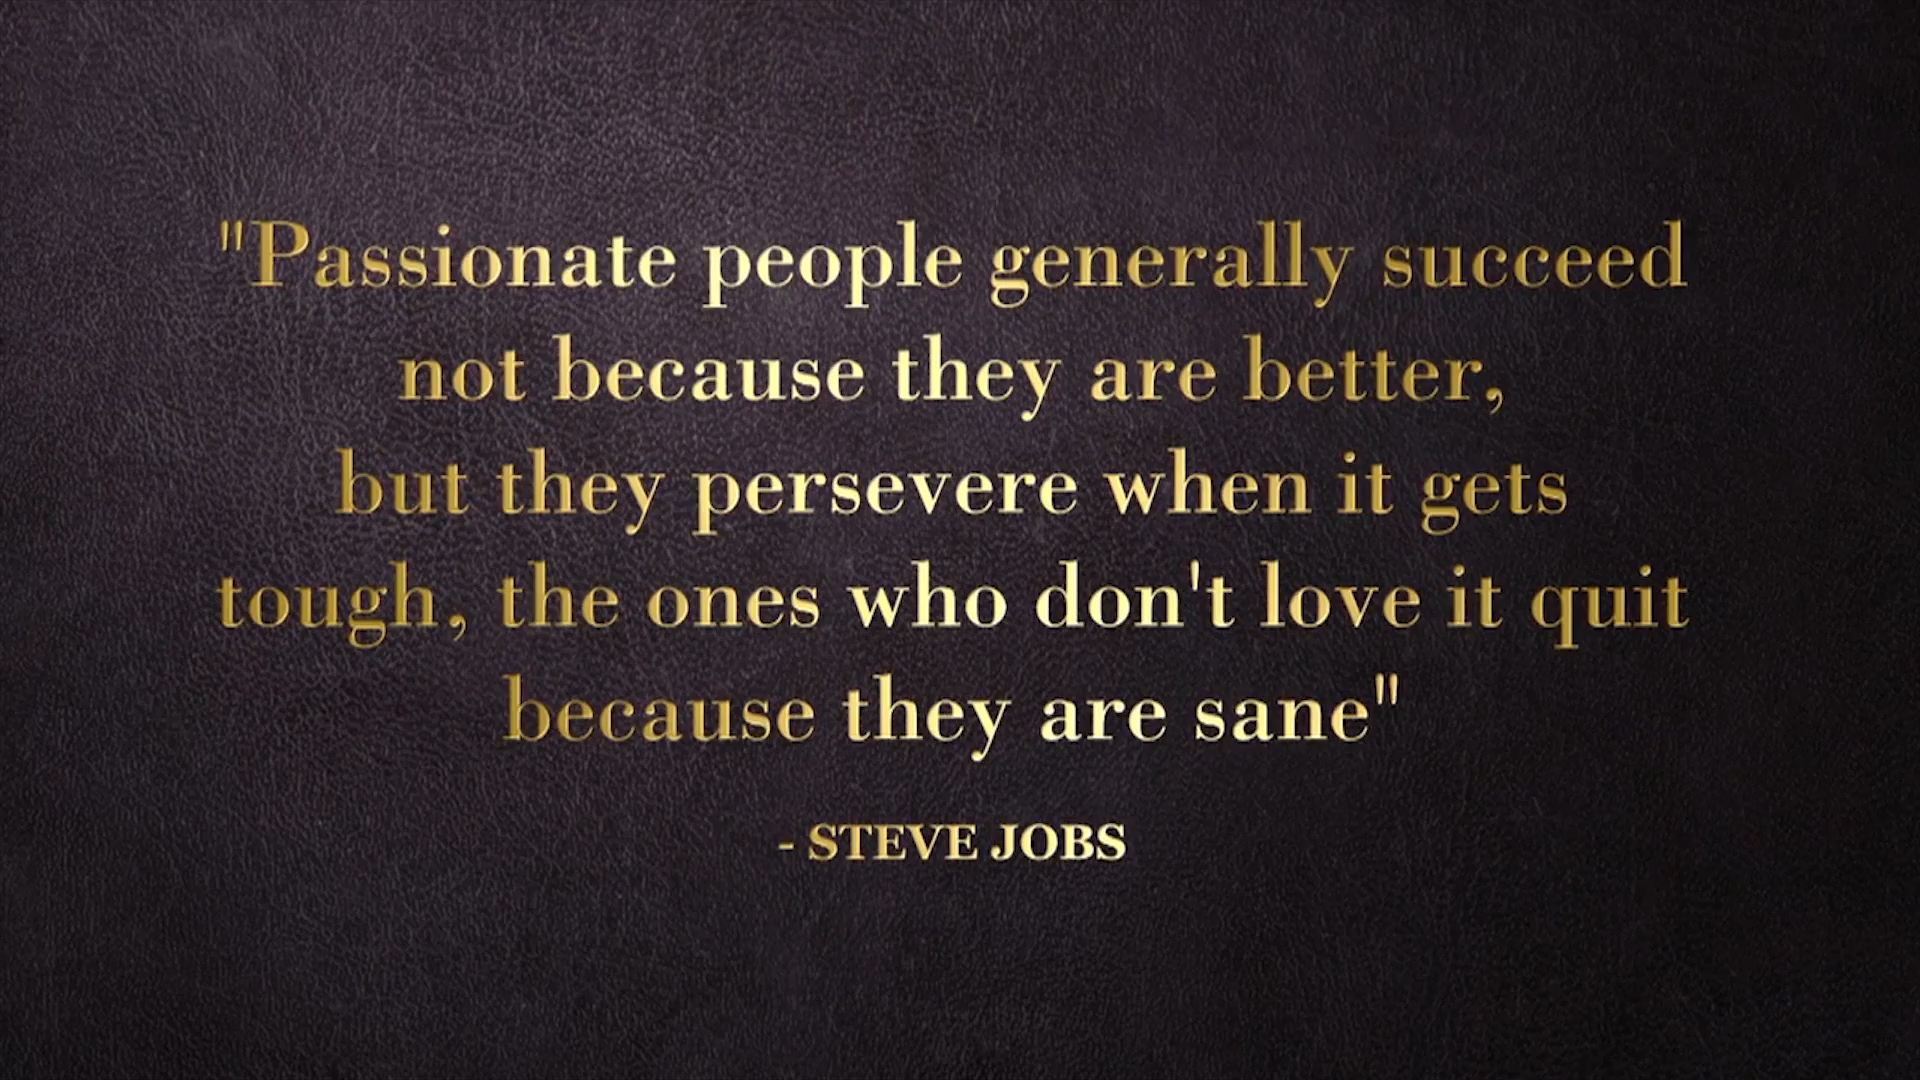 "Passionate people generally succeed
not because they are better,
but they persevere when it gets
tough, the ones who don't love it quit
because they are sane"
- STEVE JOBS